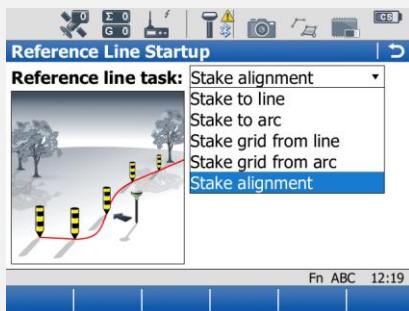 0
Σ 0
G 0
CS
Reference Line Startup
Reference line task: Stake alignment
Stake to line
Stake to arc
Stake grid from line
Stake grid from arc
Stake alignment
Fn ABC 12:19